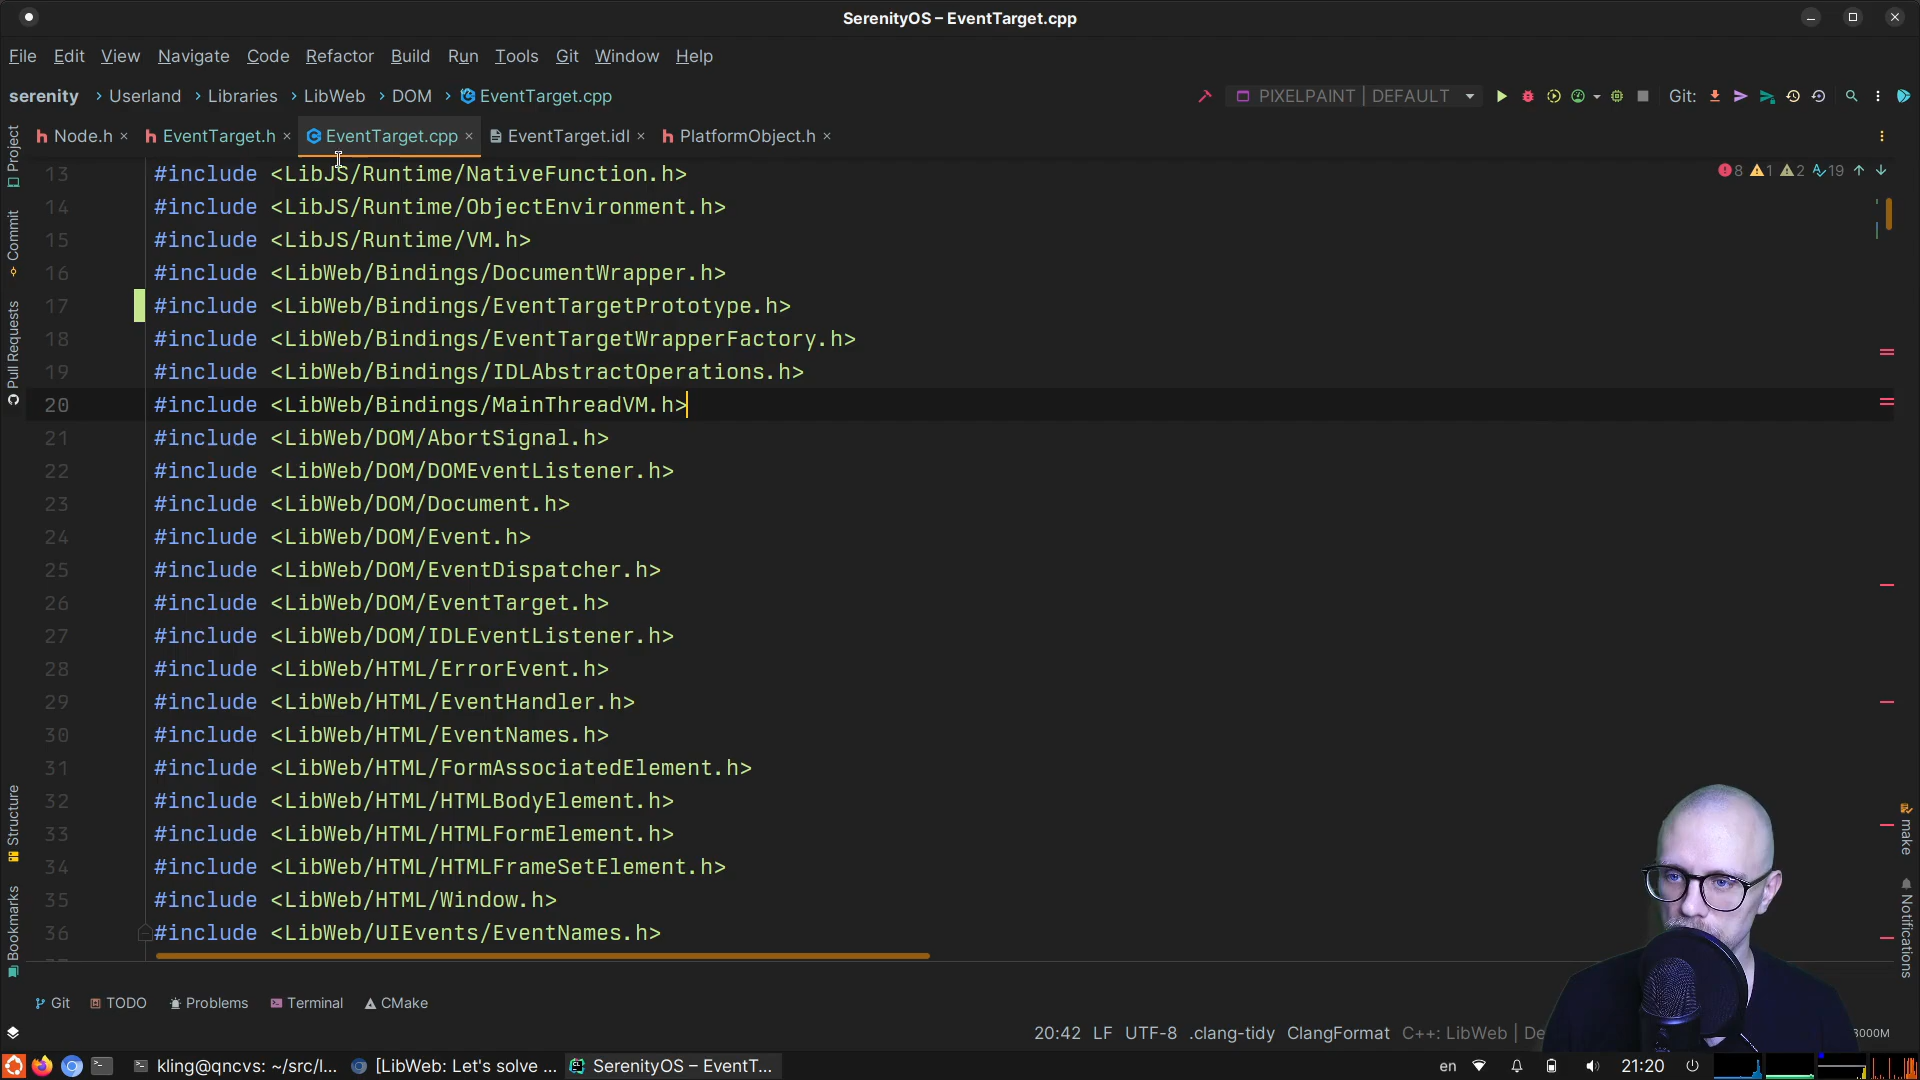 SerenityOS – EventTarget.cpp
File Edit View Navigate Code Refactor Build Run Tools Git Window Help
serenity › Userland › Libraries › LibWeb › DOM › EventTarget.cpp
PIXELPAINT | DEFAULT
Git:
Node.h × EventTarget.h × EventTarget.cpp × EventTarget.idl × PlatformObject.h ×
8 1 2 19
13 #include <LibJS/Runtime/NativeFunction.h>
14 #include <LibJS/Runtime/ObjectEnvironment.h>
15 #include <LibJS/Runtime/VM.h>
16 #include <LibWeb/Bindings/DocumentWrapper.h>
17 #include <LibWeb/Bindings/EventTargetPrototype.h>
18 #include <LibWeb/Bindings/EventTargetWrapperFactory.h>
19 #include <LibWeb/Bindings/IDLAbstractOperations.h>
20 #include <LibWeb/Bindings/MainThreadVM.h>
21 #include <LibWeb/DOM/AbortSignal.h>
22 #include <LibWeb/DOM/DOMEventListener.h>
23 #include <LibWeb/DOM/Document.h>
24 #include <LibWeb/DOM/Event.h>
25 #include <LibWeb/DOM/EventDispatcher.h>
26 #include <LibWeb/DOM/EventTarget.h>
27 #include <LibWeb/DOM/IDLEventListener.h>
28 #include <LibWeb/HTML/ErrorEvent.h>
29 #include <LibWeb/HTML/EventHandler.h>
30 #include <LibWeb/HTML/EventNames.h>
31 #include <LibWeb/HTML/FormAssociatedElement.h>
32 #include <LibWeb/HTML/HTMLBodyElement.h>
33 #include <LibWeb/HTML/HTMLFormElement.h>
34 #include <LibWeb/HTML/HTMLFrameSetElement.h>
35 #include <LibWeb/HTML/Window.h>
36 #include <LibWeb/UIEvents/EventNames.h>
Project
Commit
Pull Requests
Structure
Bookmarks
make
Notifications
Git TODO Problems Terminal CMake
20:42 LF UTF-8 .clang-tidy ClangFormat C++: LibWeb | De
3000M
kling@qncvs: ~/src/l... [LibWeb: Let's solve ... SerenityOS – EventT...
en 21:20